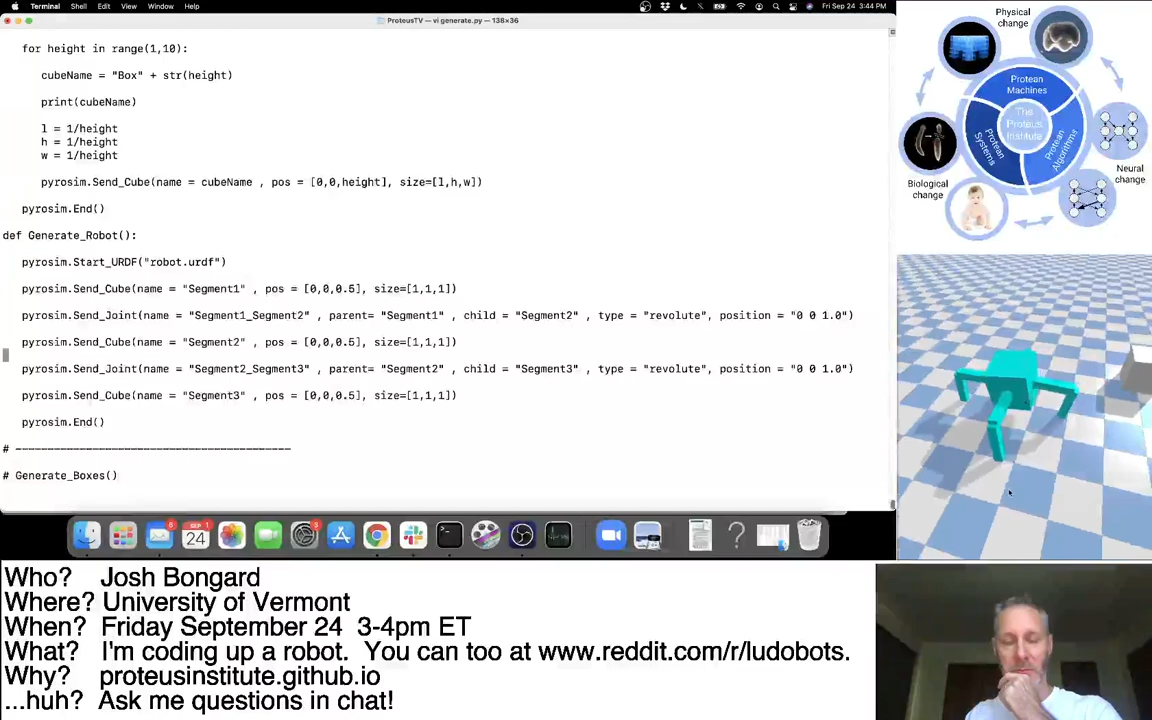 Terminal Shell Edit View Window Help
Fri Sep 24 3:44 PM
ProteusTV — vi generate.py — 138×36
for height in range(1,10):
cubeName = "Box" + str(height)
print(cubeName)
l = 1/height
h = 1/height
w = 1/height
pyrosim.Send_Cube(name = cubeName , pos = [0,0,height], size=[l,h,w])
pyrosim.End()
def Generate_Robot():
pyrosim.Start_URDF("robot.urdf")
pyrosim.Send_Cube(name = "Segment1" , pos = [0,0,0.5], size=[1,1,1])
pyrosim.Send_Joint(name = "Segment1_Segment2" , parent= "Segment1" , child = "Segment2" , type = "revolute", position = "0 0 1.0")
pyrosim.Send_Cube(name = "Segment2" , pos = [0,0,0.5], size=[1,1,1])
pyrosim.Send_Joint(name = "Segment2_Segment3" , parent= "Segment2" , child = "Segment3" , type = "revolute", position = "0 0 1.0")
pyrosim.Send_Cube(name = "Segment3" , pos = [0,0,0.5], size=[1,1,1])
pyrosim.End()
# -------------------------------------------
# Generate_Boxes()
SEP
24
Physical
change
Protean
Machines
The
Proteus
Institute
Protean
Systems
Protean
Algorithms
Biological
change
Neural
change
Who? Josh Bongard
Where? University of Vermont
When? Friday September 24 3-4pm ET
What? I'm coding up a robot. You can too at www.reddit.com/r/ludobots.
Why? proteusinstitute.github.io
...huh? Ask me questions in chat!